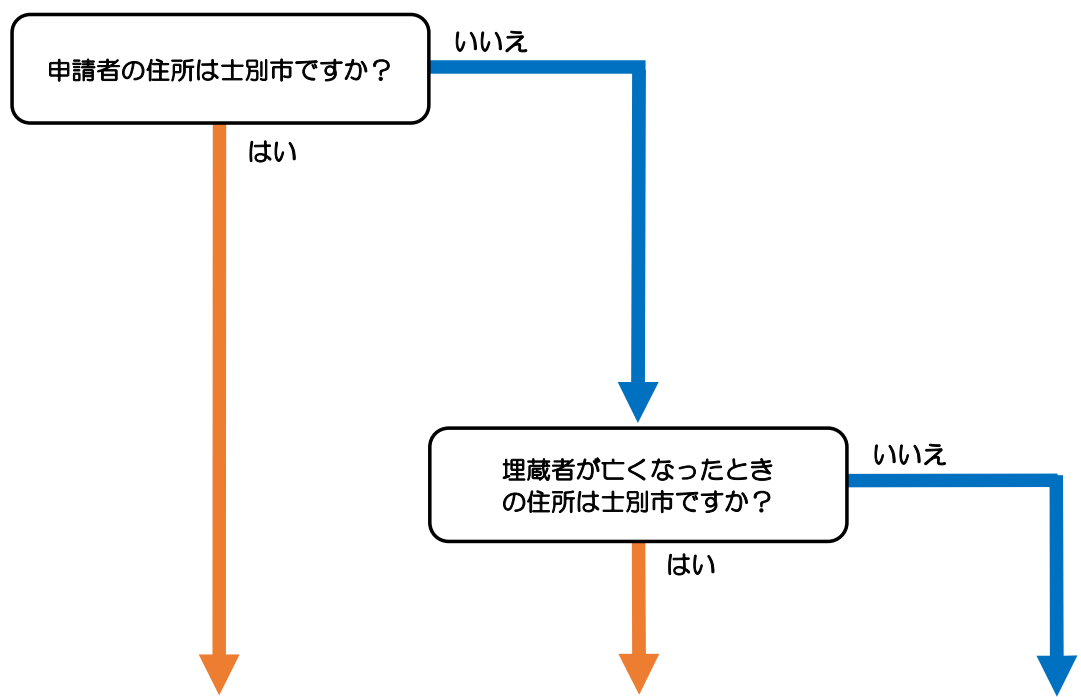 申請者の住所は士別市ですか？
いいえ
はい
埋蔵者が亡くなったとき
の住所は士別市ですか？
いいえ
はい